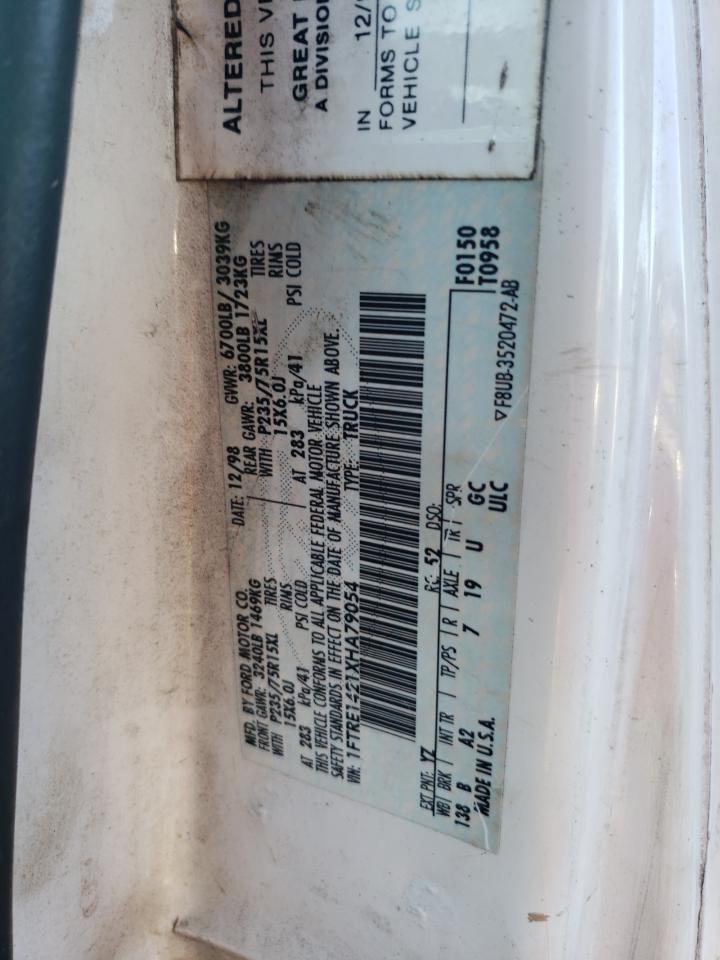 ALTERED
THIS VE
GREAT
A DIVISION
IN 12/
FORMS TO
VEHICLE S
MFD. BY FORD MOTOR CO.
DATE: 12/98 GVWR: 6700LB/ 3039KG
FRONT GAWR: 3240LB 1469KG REAR GAWR: 3800LB 1723KG
WITH P235/75R15XL TIRES WITH P235/75R15XL TIRES
15X6.0J RIMS 15X6.0J RIMS
AT 283 kPa/41 PSI COLD AT 283 kPa/41 PSI COLD
THIS VEHICLE CONFORMS TO ALL APPLICABLE FEDERAL MOTOR VEHICLE
SAFETY STANDARDS IN EFFECT ON THE DATE OF MANUFACTURE SHOWN ABOVE.
VIN: 1FTRE1421XHA79054 TYPE: TRUCK
EXT PNT: YZ RC: 52 DSO: F0150
WB BRK INT TR TP/PS R AXLE TR SPR T0958
138 B A2 7 19 U GC
MADE IN U.S.A. ULC
▽F8UB-3520472-AB